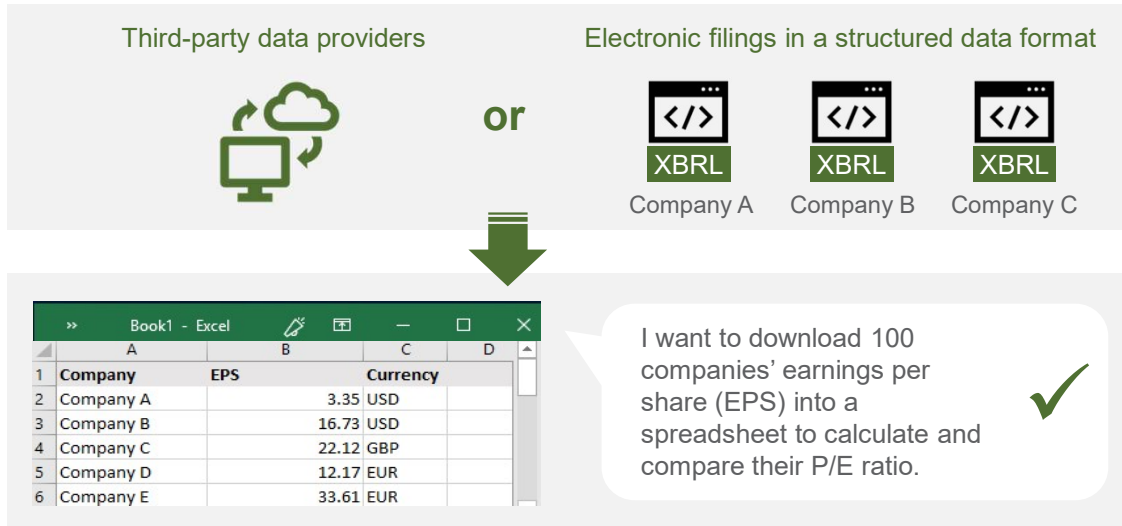 Third-party data providers
or
Electronic filings in a structured data format
</>
</>
</>
XBRL
XBRL
XBRL
Company A
Company B
Company C
» Book1 - Excel
A B C D
1 Company EPS Currency
2 Company A 3.35 USD
3 Company B 16.73 USD
4 Company C 22.12 GBP
5 Company D 12.17 EUR
6 Company E 33.61 EUR
I want to download 100
companies’ earnings per
share (EPS) into a
spreadsheet to calculate and
compare their P/E ratio.